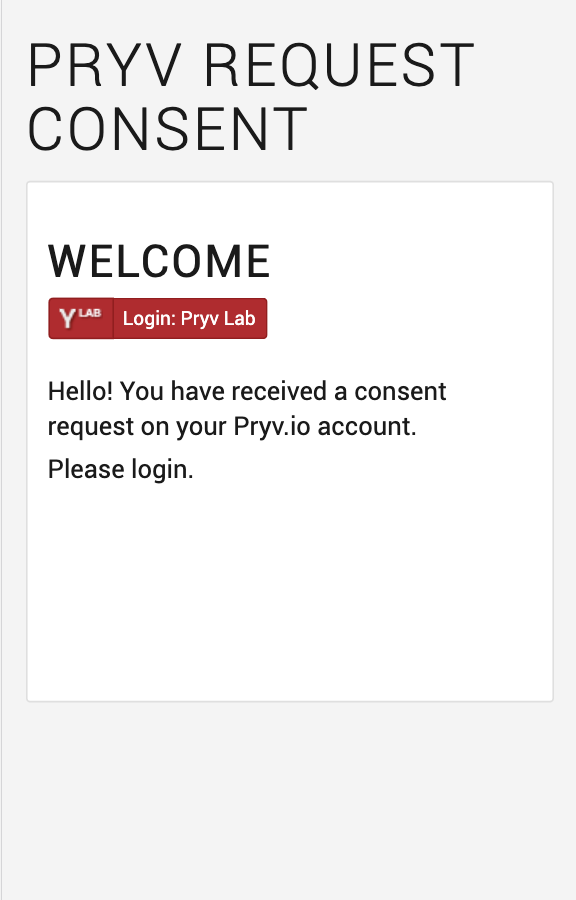 PRYV REQUEST
CONSENT
WELCOME
Y LAB Login: Pryv Lab
Hello! You have received a consent
request on your Pryv.io account.
Please login.